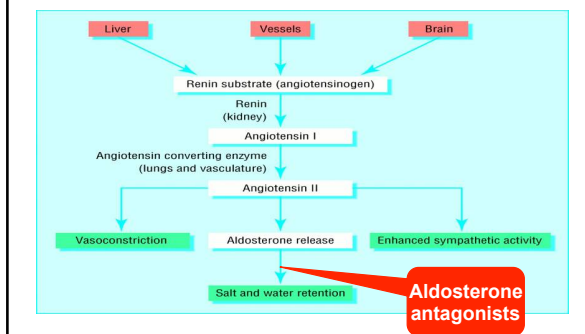 Liver
Vessels
Brain
Renin substrate (angiotensinogen)
Renin
(kidney)
Angiotensin I
Angiotensin converting enzyme
(lungs and vasculature)
Angiotensin II
Vasoconstriction
Aldosterone release
Enhanced sympathetic activity
Salt and water retention
Aldosterone
antagonists